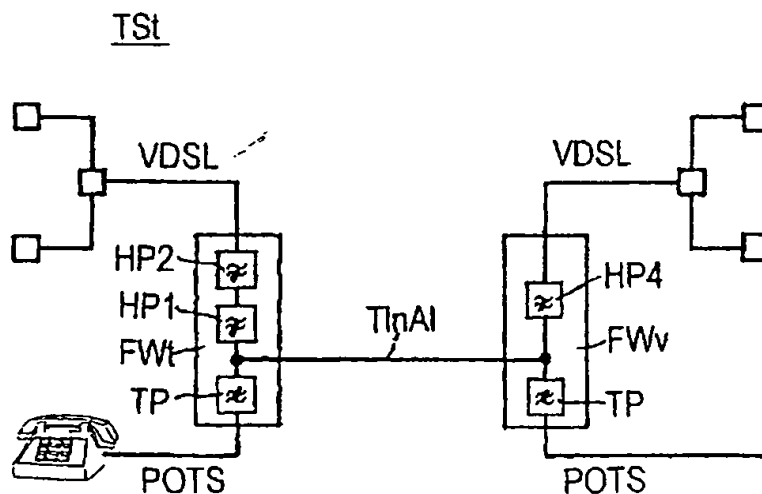 TSt
VDSL
VDSL
HP2
HP4
HP1
TlnAl
FWt
FWv
TP
TP
POTS
POTS